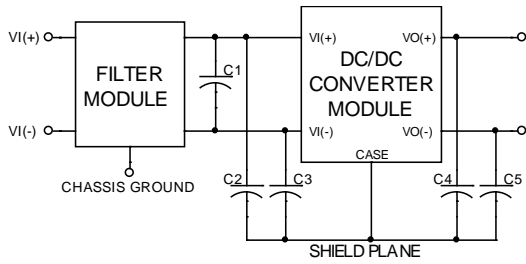 VI(+)
VI(-)
FILTER
MODULE
CHASSIS GROUND
C1
C2
C3
VI(+)
VO(+)
DC/DC
CONVERTER
MODULE
VI(-)
VO(-)
CASE
C4
C5
SHIELD PLANE